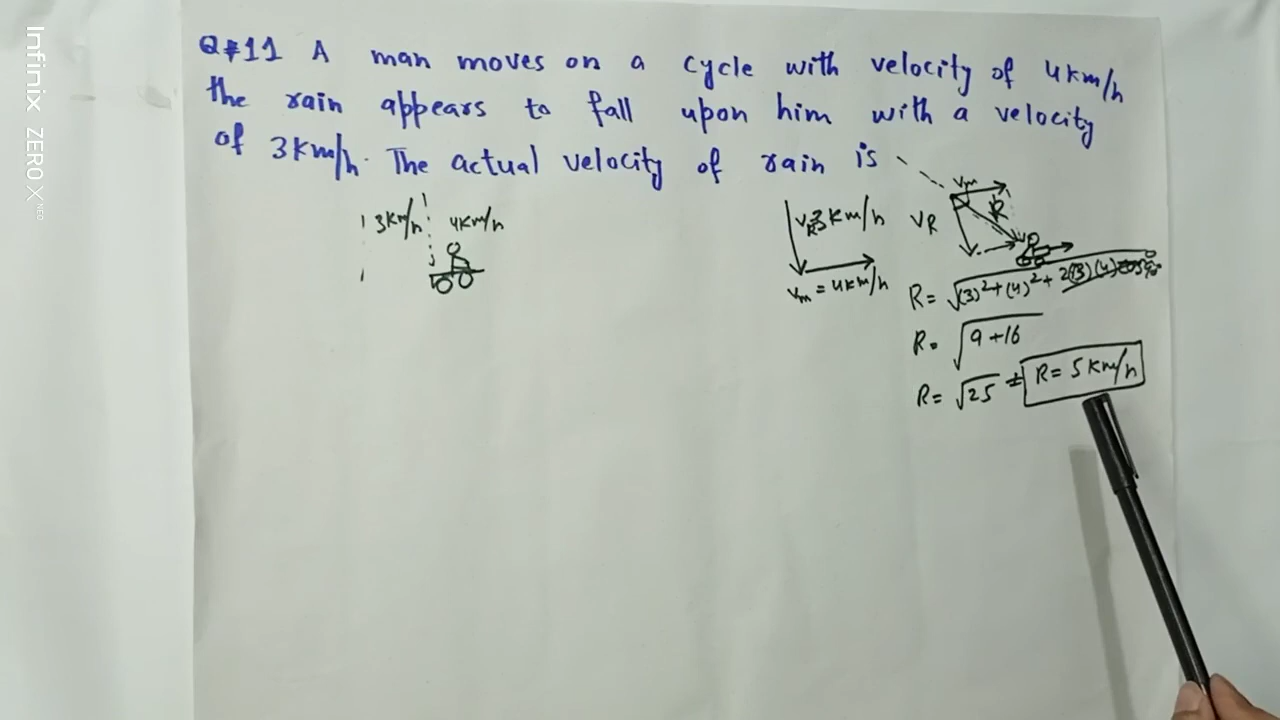 Q#11 A man moves on a cycle with velocity of 4km/h
the rain appears to fall upon him with a velocity
of 3Km/h. The actual velocity of rain is
3Km/h 4Km/h
3Km/h
Vm = 4Km/h
Vm
VR
R
R = √(3)²+(4)²+ 2(3)(4)cos90°
R = √9+16
R = √25 = R = 5Km/h
Infinix ZERO X NEO